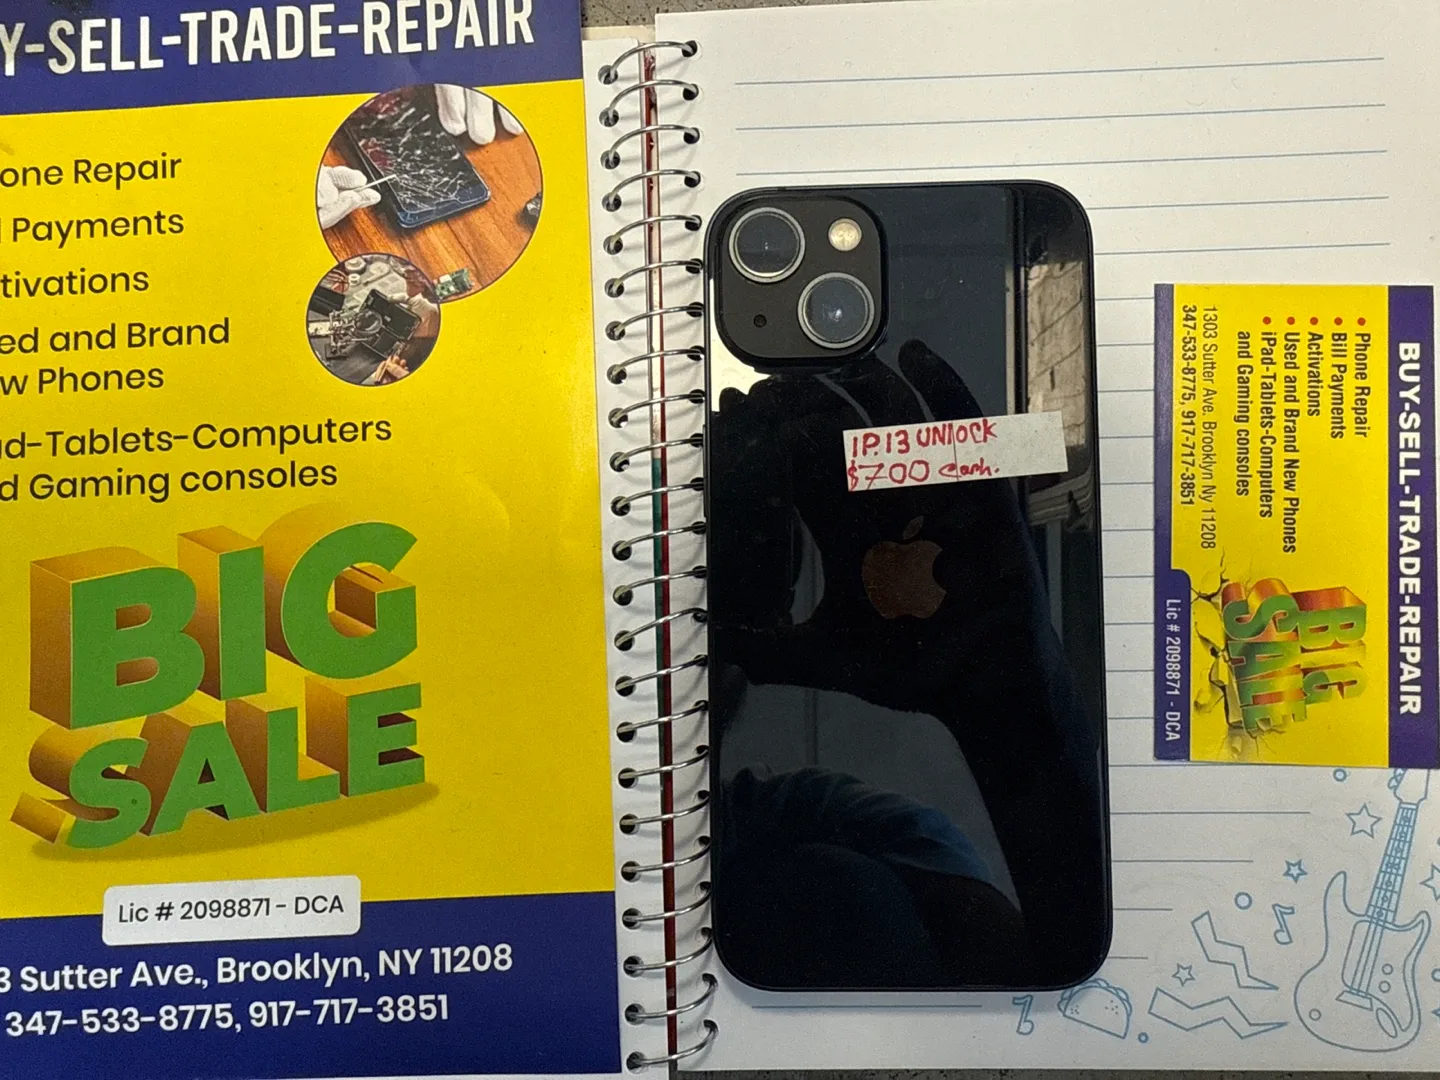 Y-SELL-TRADE-REPAIR
one Repair
l Payments
tivations
ed and Brand
w Phones
ad-Tablets-Computers
d Gaming consoles
BIG
SALE
Lic # 2098871 - DCA
3 Sutter Ave., Brooklyn, NY 11208
347-533-8775, 917-717-3851
IP.13 UNlOcK
$700 cash.
BUY-SELL-TRADE-REPAIR
• Phone Repair
• Bill Payments
• Activations
• Used and Brand New Phones
• iPad-Tablets-Computers
and Gaming consoles
1303 Sutter Ave. Brooklyn Ny 11208
347-533-8775, 917-717-3851
BIG
SALE
Lic # 2098871 - DCA